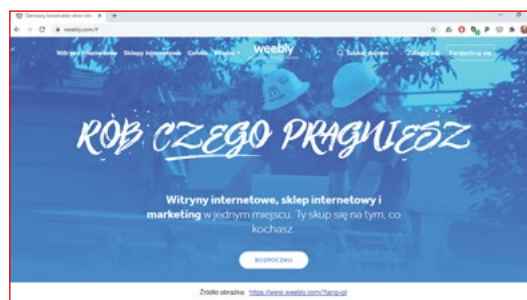 weebly.com/#
Witryny internetowe Sklepy internetowe Cennik Więcej
weebly
Szukaj domen
Zaloguj się
Zarejestruj się
RÓB CZEGO PRAGNIESZ
Witryny internetowe, sklep internetowy i
marketing w jednym miejscu. Ty skup się na tym, co
kochasz.
ROZPOCZNIJ
Źródło obrazka: https://www.weebly.com/?lang=pl